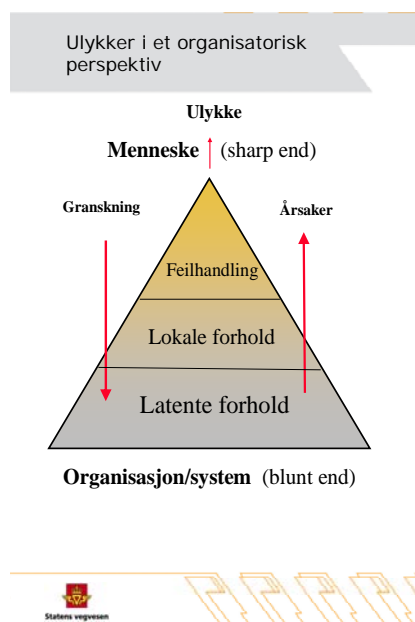 Ulykker i et organisatorisk
perspektiv
Ulykke
Menneske (sharp end)
Granskning
Årsaker
Feilhandling
Lokale forhold
Latente forhold
Organisasjon/system (blunt end)
Statens vegvesen